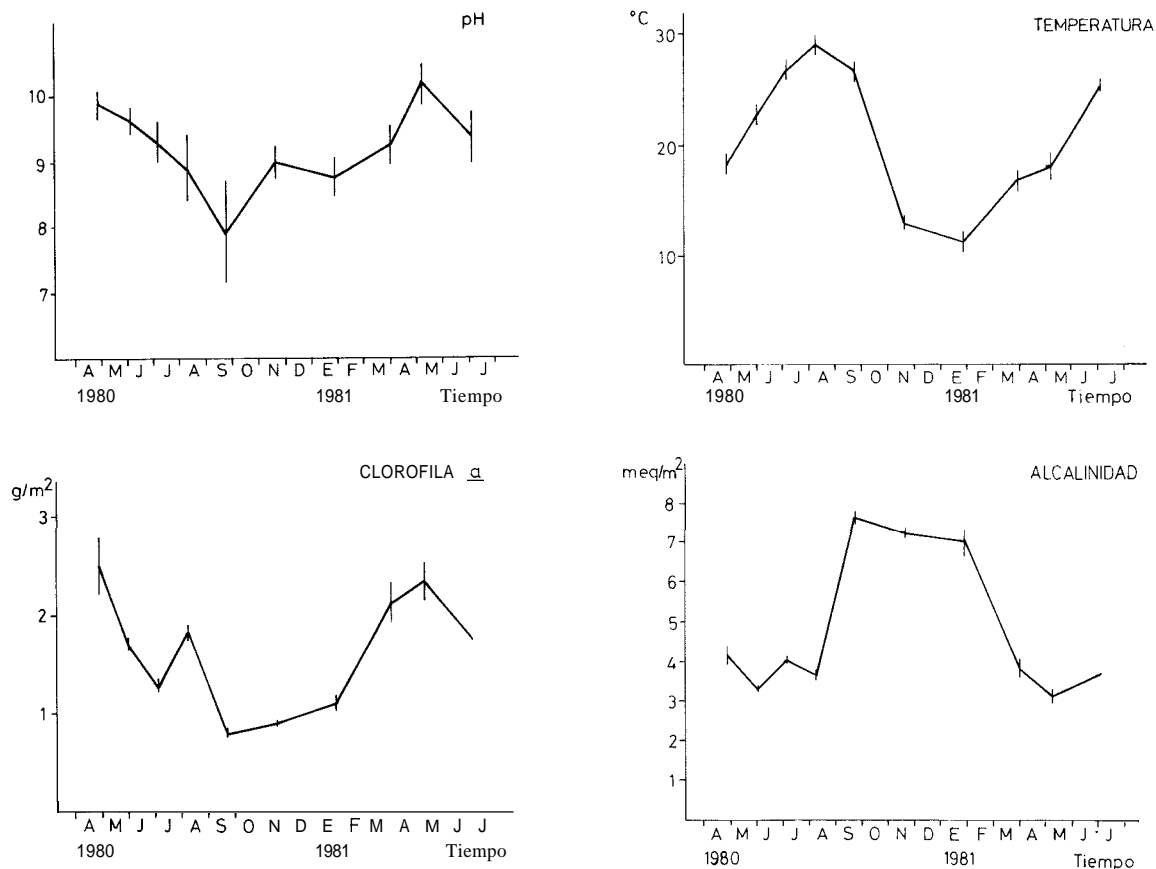 pH
10
9
8
7
A M J J A S O N D E F M A M J J
1980 1981 Tiempo
°C TEMPERATURA
30
20
10
A M J J A S O N D E F M A M J J
1980 1981 Tiempo
CLOROFILA a
g/m²
3
2
1
A M J J A S O N D E F M A M J J
1980 1981 Tiempo
meq/m² ALCALINIDAD
8
7
6
5
4
3
2
1
A M J J A S O N D E F M A M J J
1980 1981 Tiempo